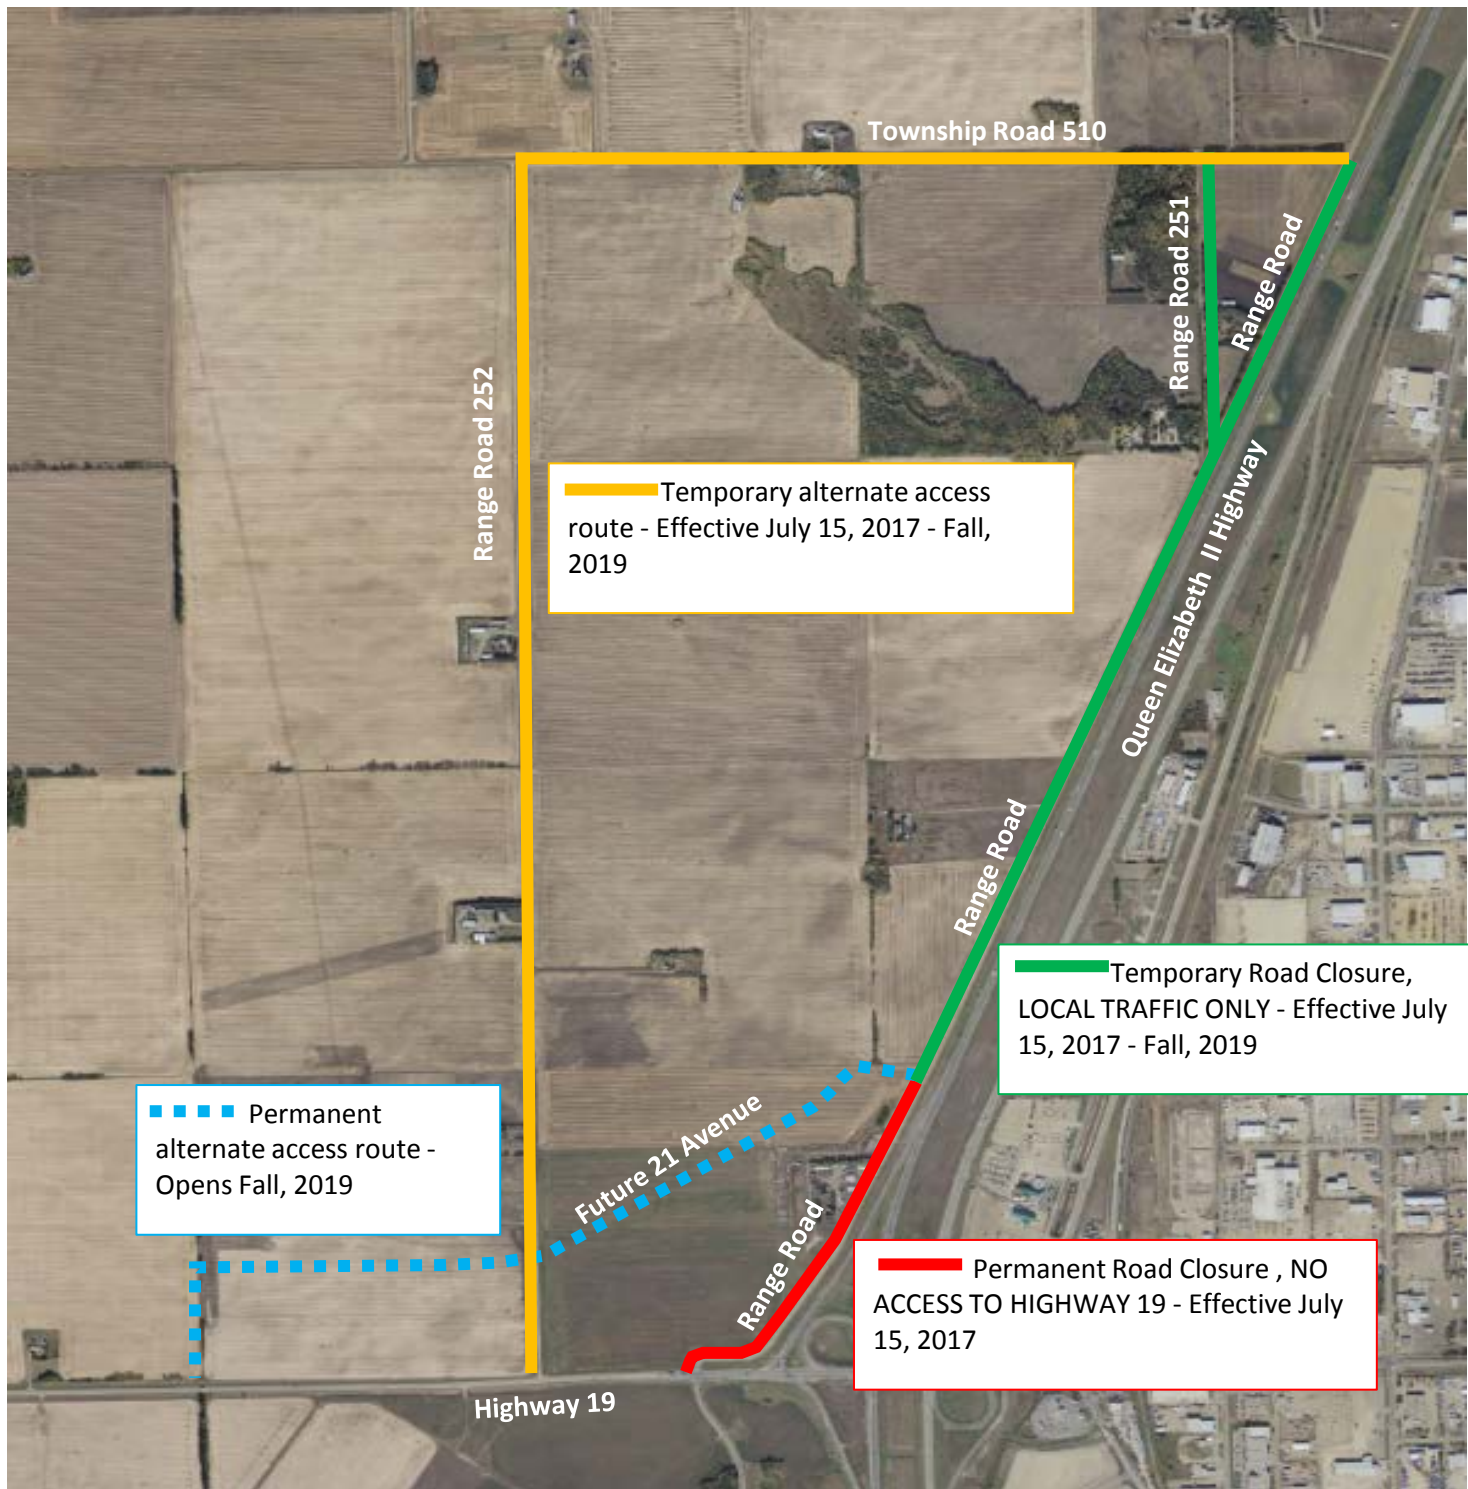 Township Road 510
Range Road 251
Range Road
Range Road 252
Queen Elizabeth II Highway
Temporary alternate access
route - Effective July 15, 2017 - Fall,
2019
Range Road
Temporary Road Closure,
LOCAL TRAFFIC ONLY - Effective July
15, 2017 - Fall, 2019
Permanent
alternate access route -
Opens Fall, 2019
Future 21 Avenue
Range Road
Permanent Road Closure , NO
ACCESS TO HIGHWAY 19 - Effective July
15, 2017
Highway 19